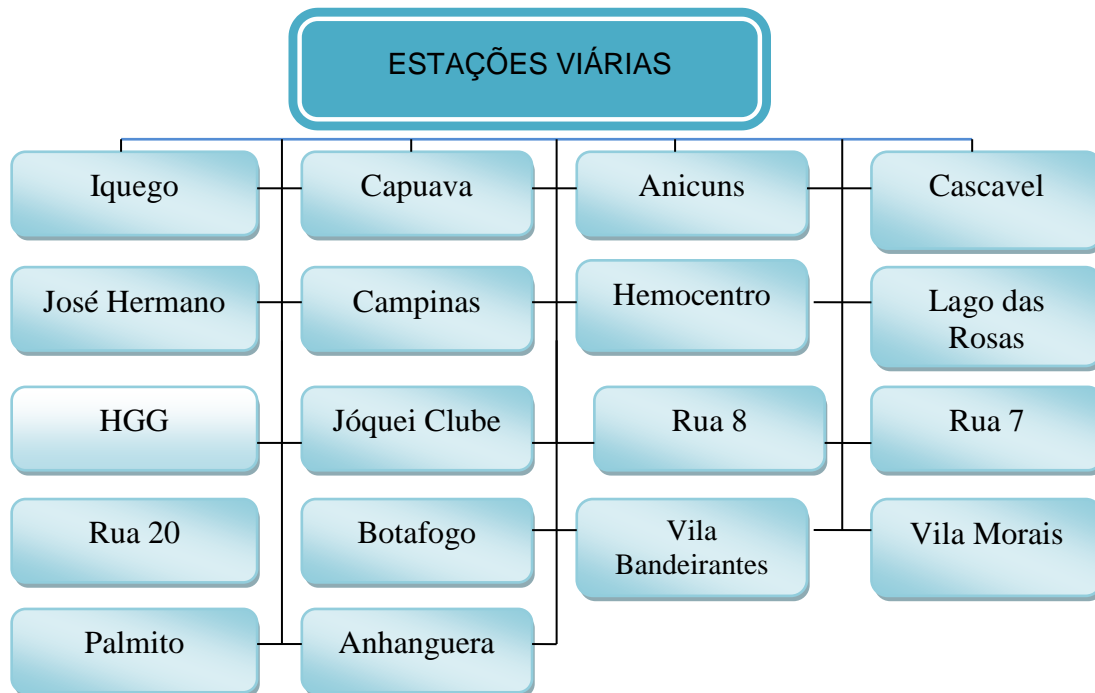 ESTAÇÕES VIÁRIAS
Iquego
Capuava
Anicuns
Cascavel
José Hermano
Campinas
Hemocentro
Lago das
Rosas
HGG
Jóquei Clube
Rua 8
Rua 7
Rua 20
Botafogo
Vila
Bandeirantes
Vila Morais
Palmito
Anhanguera